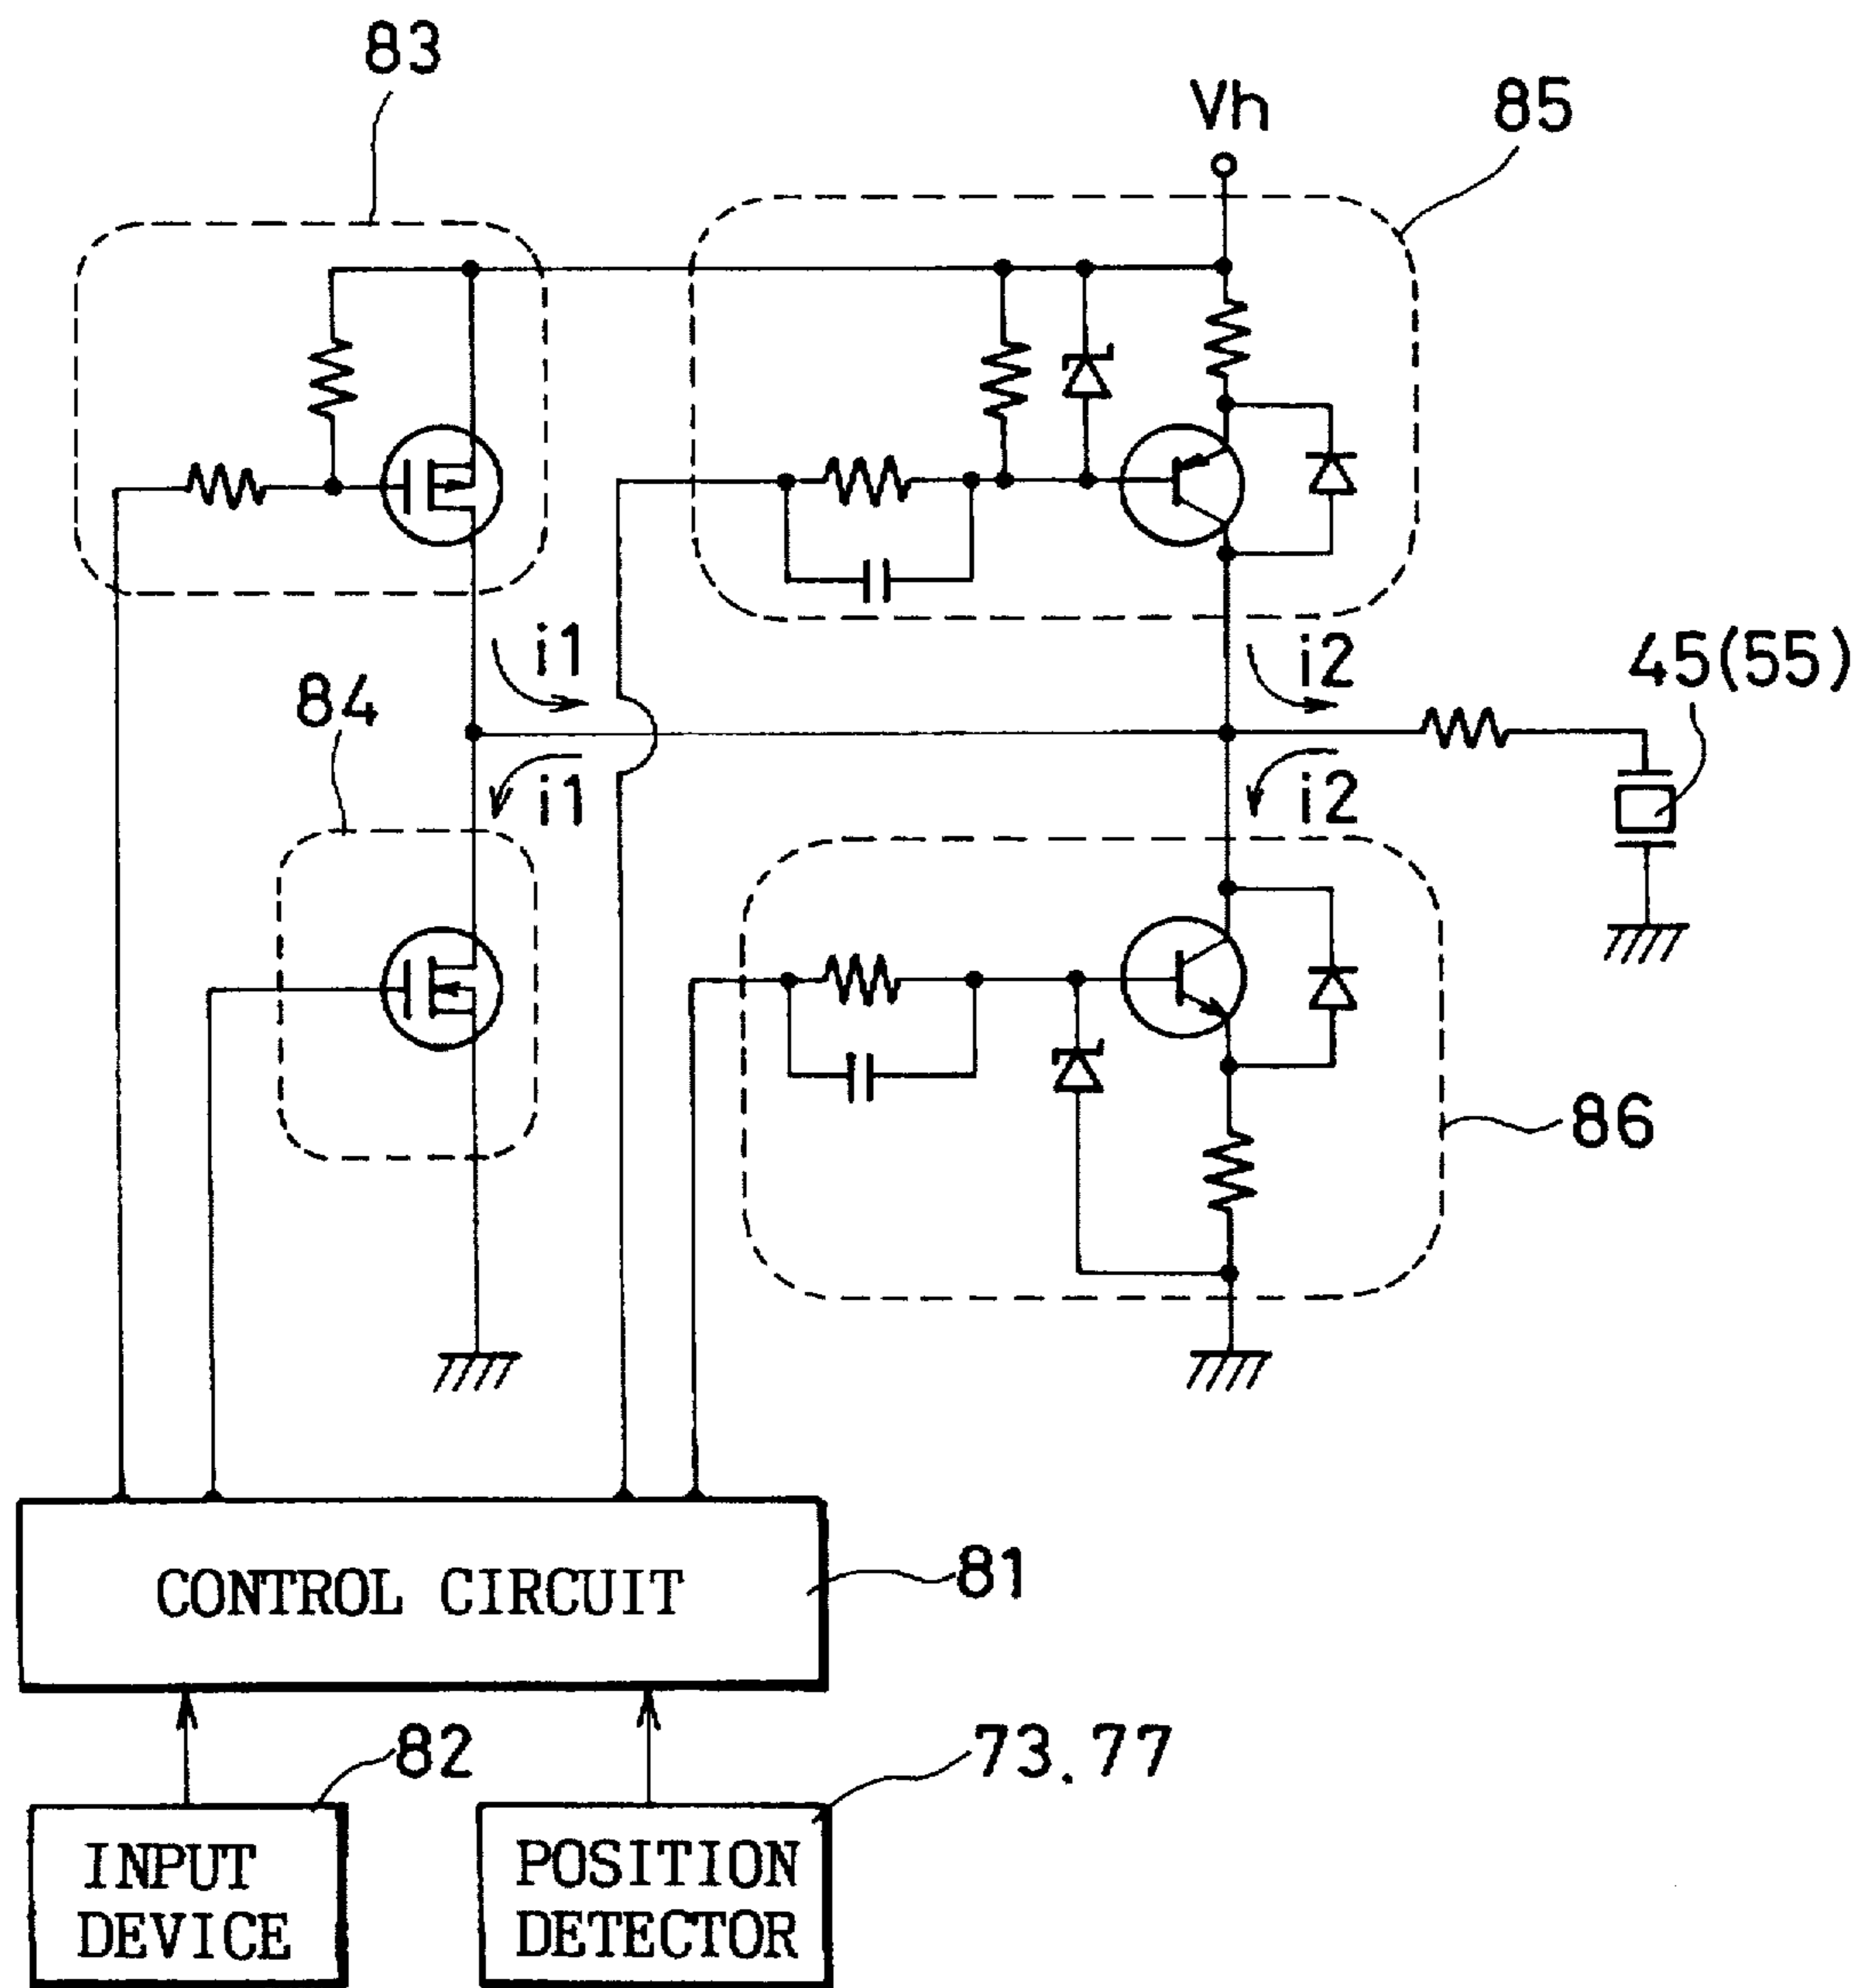 83
Vh
85
i1
i2
45(55)
84
i1
i2
86
CONTROL CIRCUIT
81
82
73.77
INPUT
DEVICE
POSITION
DETECTOR